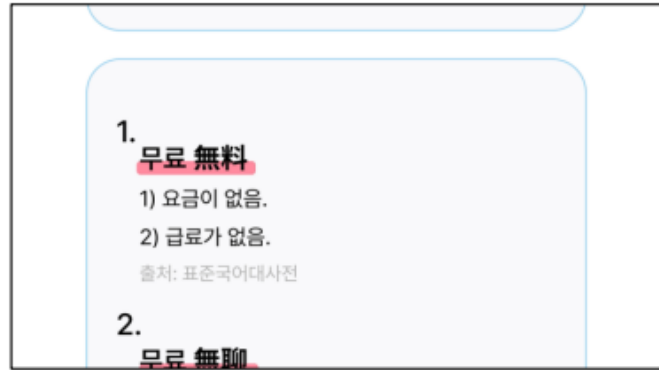 1.
무료 無料
1) 요금이 없음.
2) 급료가 없음.
출처: 표준국어대사전
2.
무료 無聊